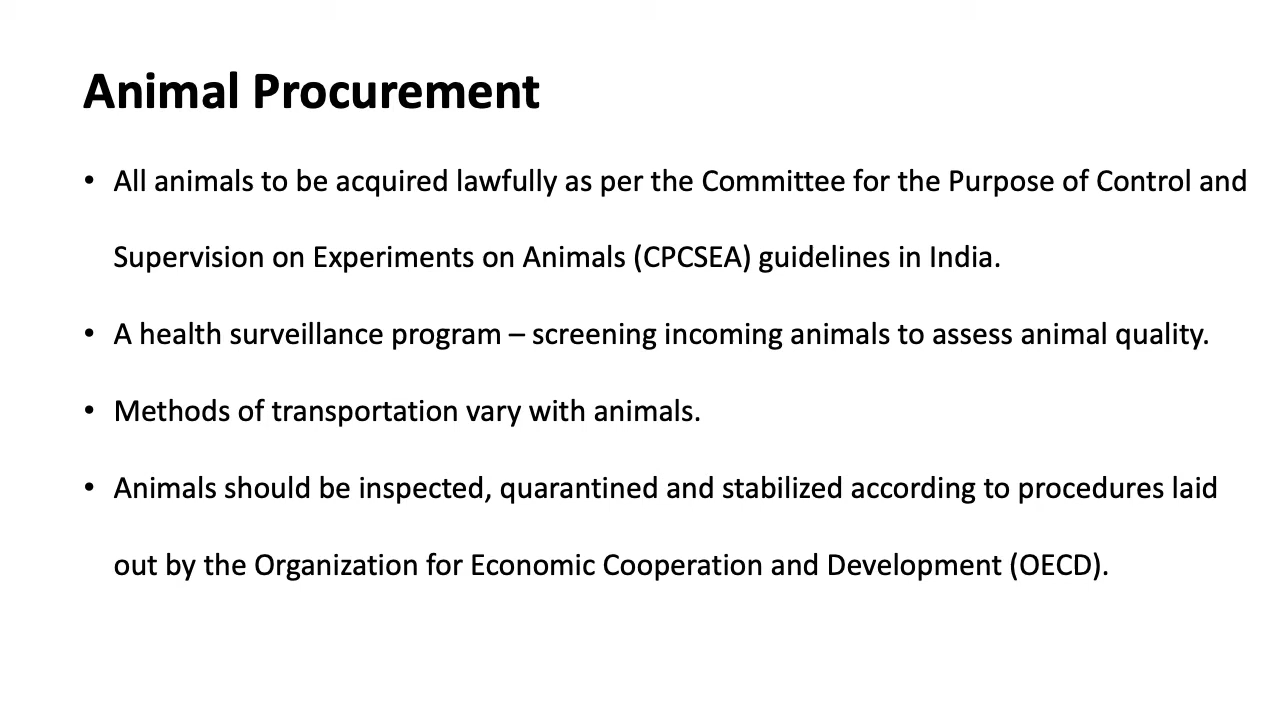 Animal Procurement
• All animals to be acquired lawfully as per the Committee for the Purpose of Control and
Supervision on Experiments on Animals (CPCSEA) guidelines in India.
• A health surveillance program – screening incoming animals to assess animal quality.
• Methods of transportation vary with animals.
• Animals should be inspected, quarantined and stabilized according to procedures laid
out by the Organization for Economic Cooperation and Development (OECD).